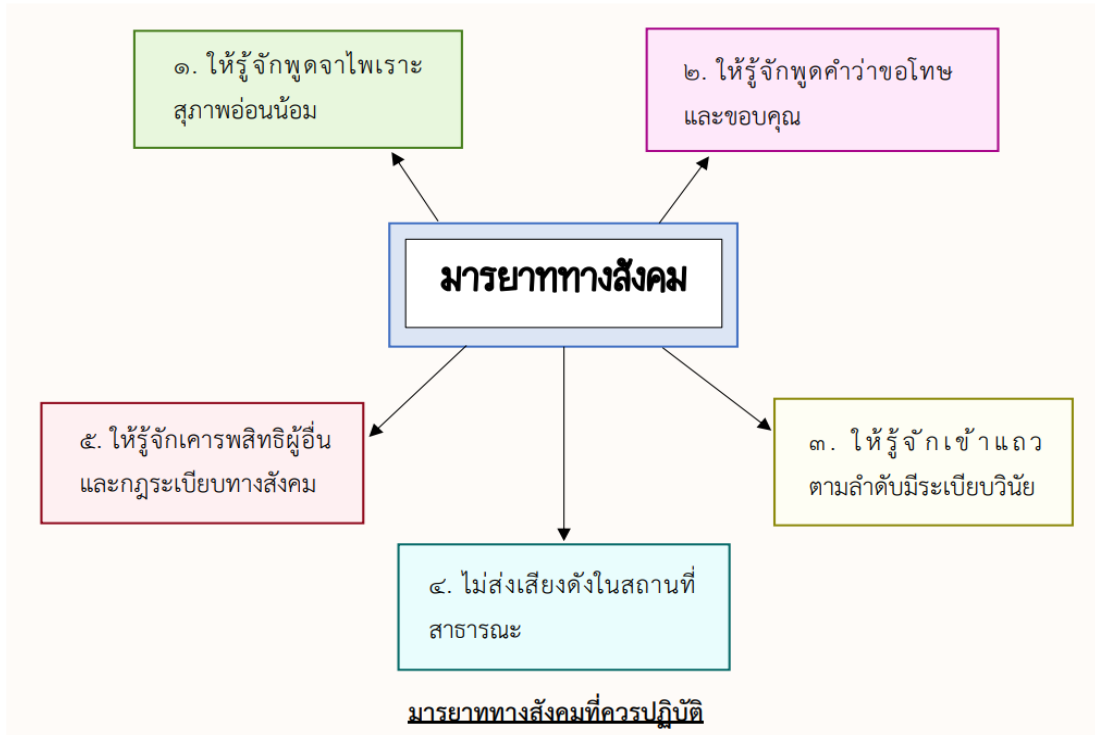 ๑. ให้รู้จักพูดจาไพเราะ
สุภาพอ่อนน้อม
๒. ให้รู้จักพูดคำว่าขอโทษ
และขอบคุณ
มารยาททางสังคม
๕. ให้รู้จักเคารพสิทธิผู้อื่น
และกฎระเบียบทางสังคม
๓. ให้รู้จักเข้าแถว
ตามลำดับมีระเบียบวินัย
๔. ไม่ส่งเสียงดังในสถานที่
สาธารณะ
มารยาททางสังคมที่ควรปฏิบัติ